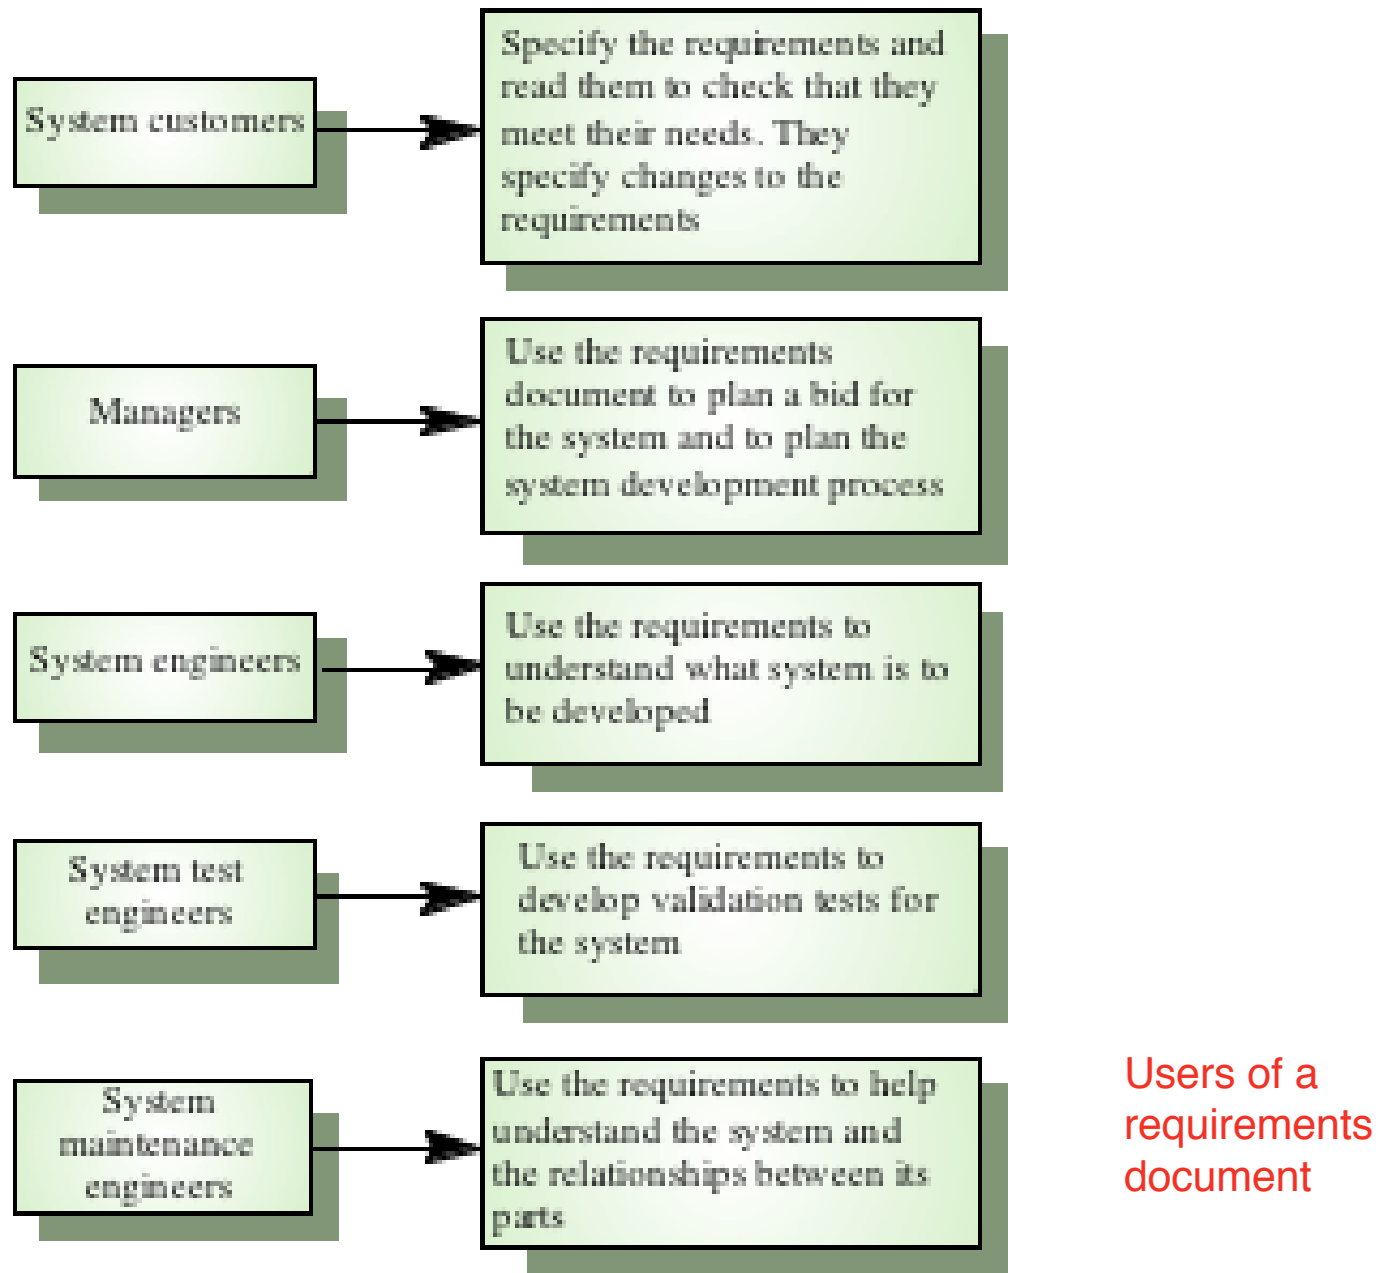 System customers
Specify the requirements and
read them to check that they
meet their needs. They
specify changes to the
requirements
Managers
Use the requirements
document to plan a bid for
the system and to plan the
system development process
System engineers
Use the requirements to
understand what system is to
be developed
System test
engineers
Use the requirements to
develop validation tests for
the system
System
maintenance
engineers
Use the requirements to help
understand the system and
the relationships between its
parts
Users of a
requirements
document